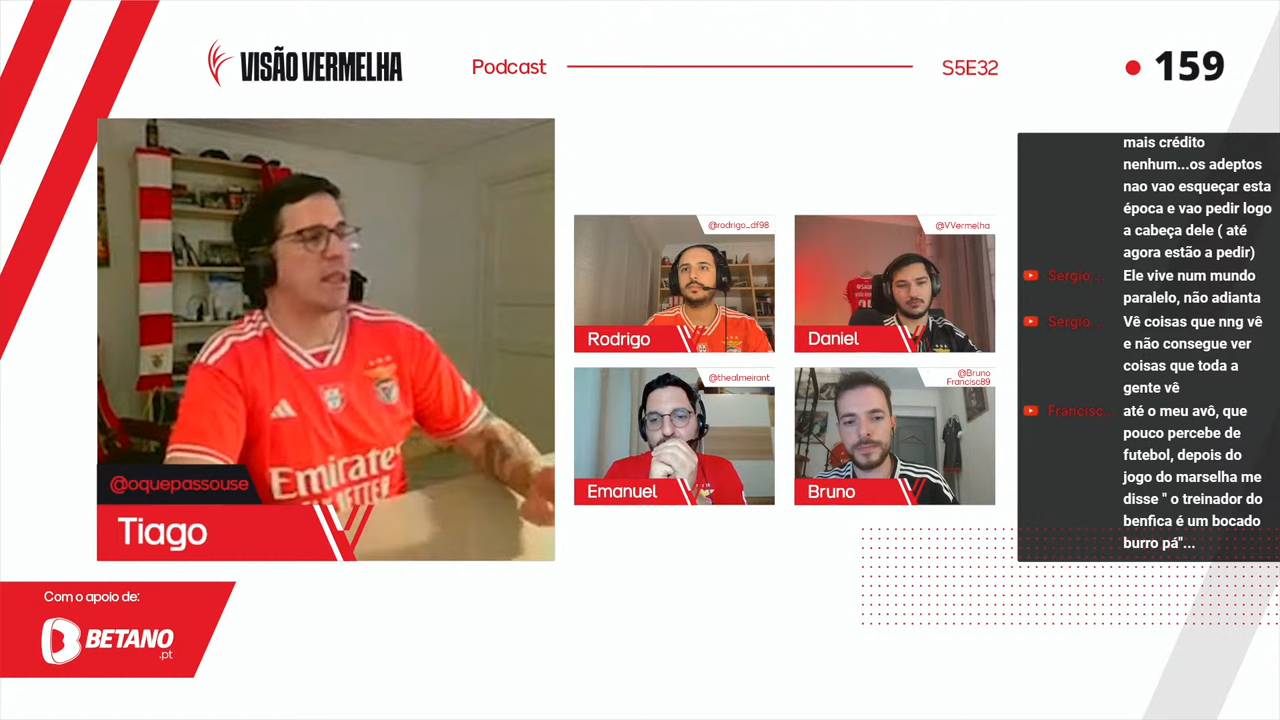 VISÃO VERMELHA
Podcast
S5E32
159
@rodrigo_df98
Rodrigo
@VVermelha
Daniel
@thealmeirant
Emanuel
@Bruno
Francisc89
Bruno
Emirates
@oquepassouse
Tiago
Com o apoio de:
BETANO
.pt
mais crédito
nenhum...os adeptos
nao vao esqueçar esta
época e vao pedir logo
a cabeça dele ( até
agora estão a pedir)
Sergio ...
Ele vive num mundo
paralelo, não adianta
Sergio ...
Vê coisas que nng vê
e não consegue ver
coisas que toda a
gente vê
Francisc...
até o meu avô, que
pouco percebe de
futebol, depois do
jogo do marselha me
disse " o treinador do
benfica é um bocado
burro pá"...